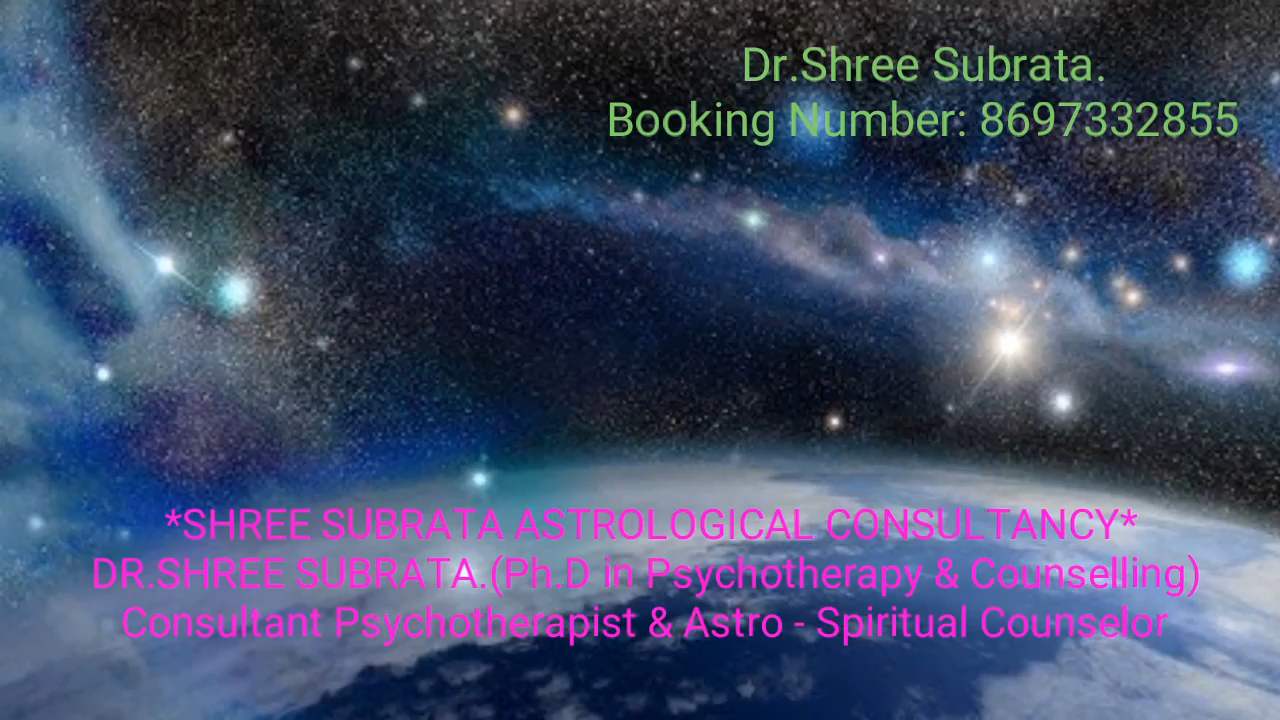 Dr.Shree Subrata.
Booking Number: 8697332855
*SHREE SUBRATA ASTROLOGICAL CONSULTANCY*
DR.SHREE SUBRATA.(Ph.D in Psychotherapy & Counselling)
Consultant Psychotherapist & Astro - Spiritual Counselor